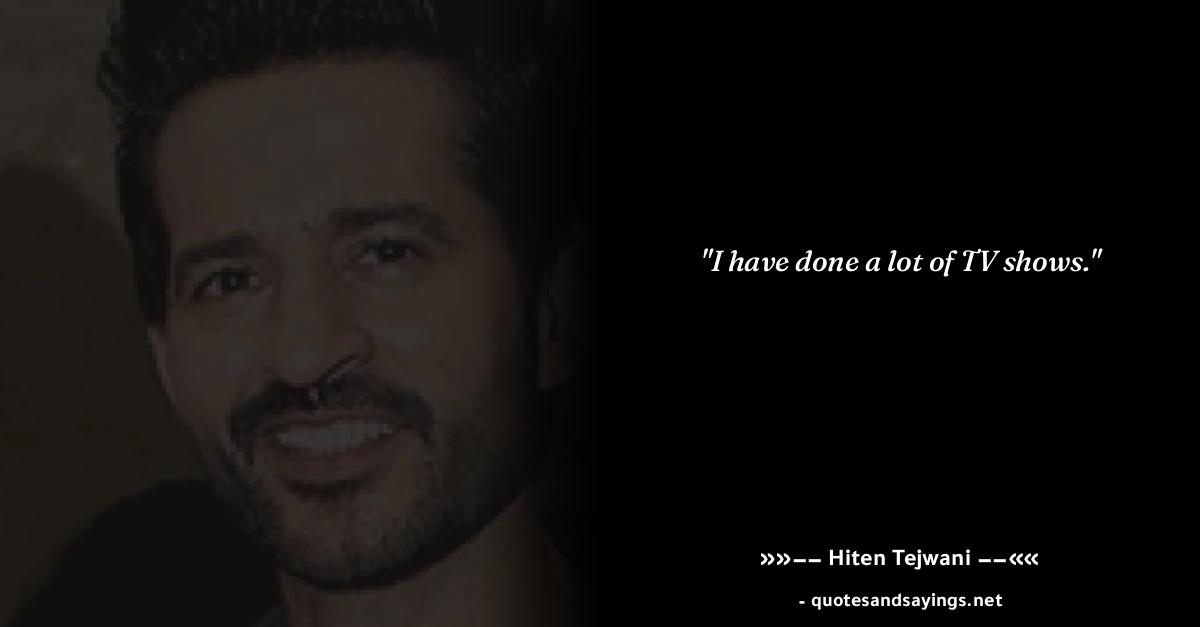 "I have done a lot of TV shows."
»»—— Hiten Tejwani ——««
- quotesandsayings.net